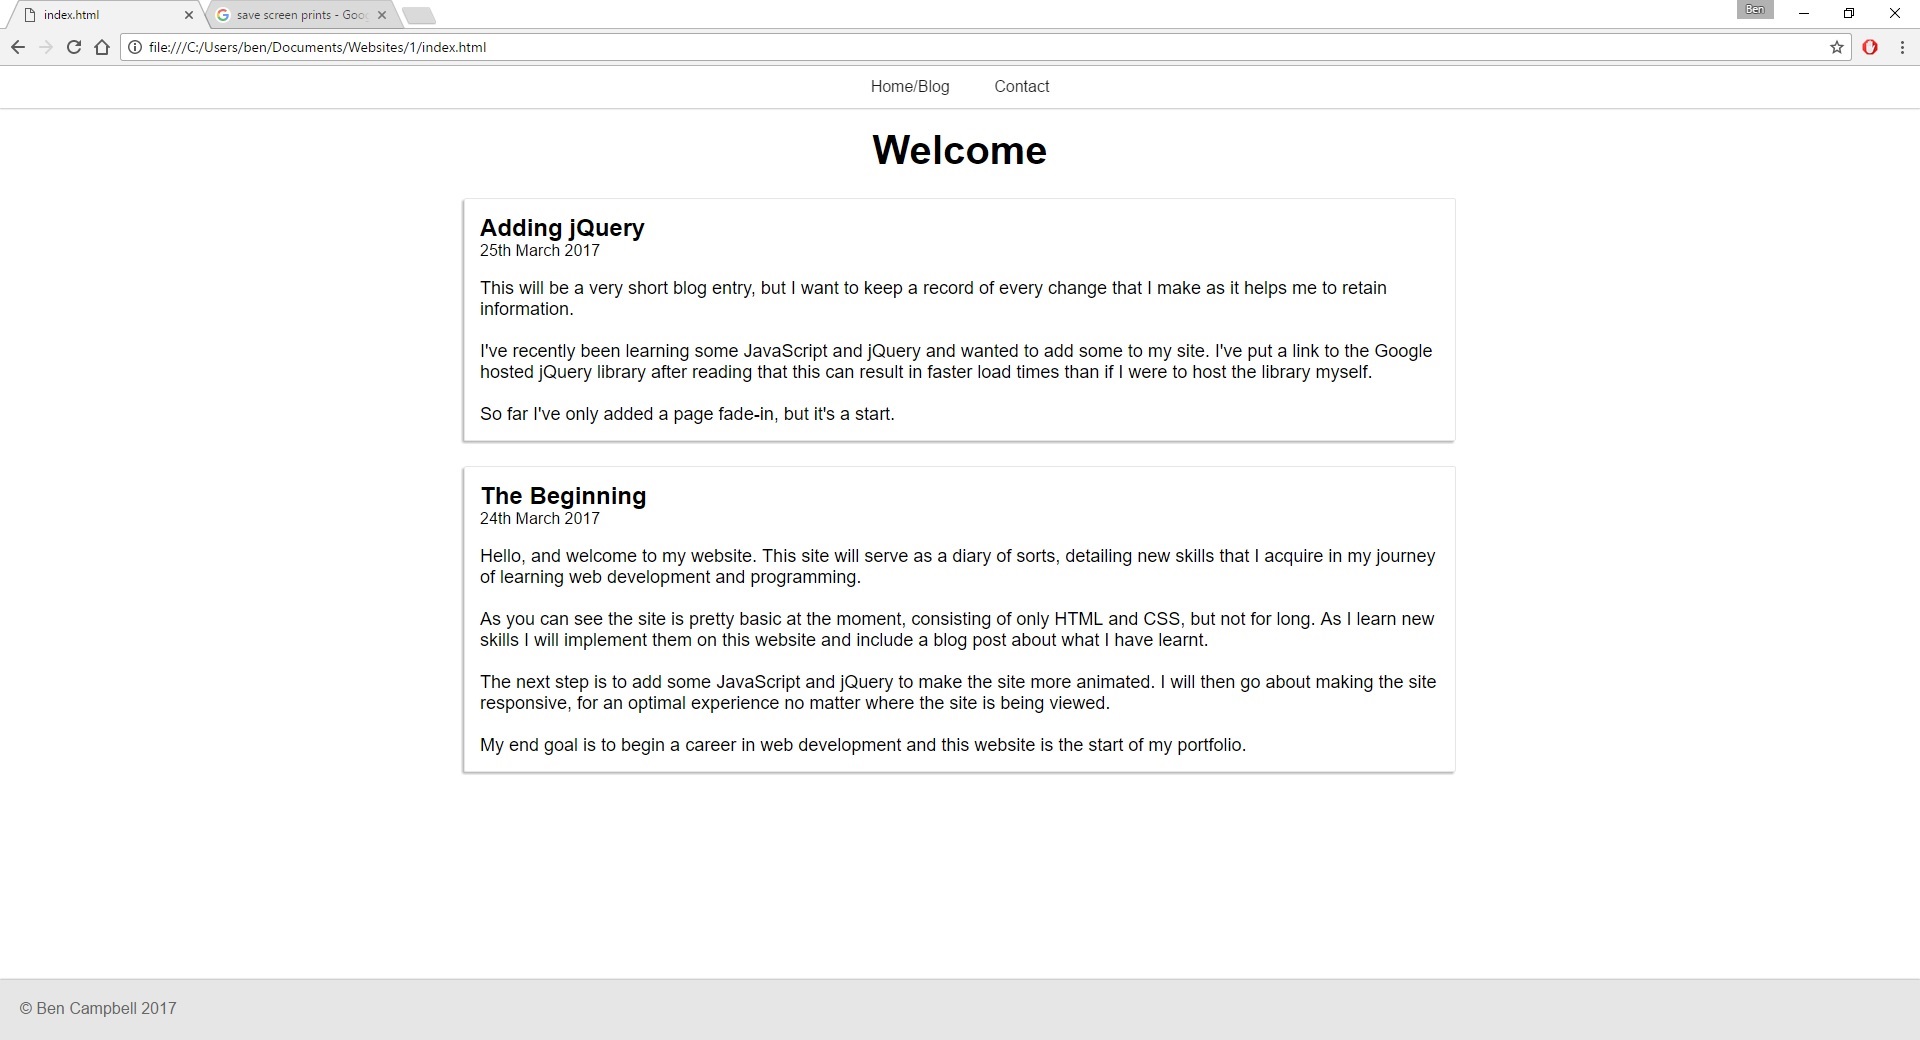 index.html
save screen prints - Goo
Ben
file:///C:/Users/ben/Documents/Websites/1/index.html
Home/Blog Contact
Welcome
Adding jQuery
25th March 2017
This will be a very short blog entry, but I want to keep a record of every change that I make as it helps me to retain
information.
I've recently been learning some JavaScript and jQuery and wanted to add some to my site. I've put a link to the Google
hosted jQuery library after reading that this can result in faster load times than if I were to host the library myself.
So far I've only added a page fade-in, but it's a start.
The Beginning
24th March 2017
Hello, and welcome to my website. This site will serve as a diary of sorts, detailing new skills that I acquire in my journey
of learning web development and programming.
As you can see the site is pretty basic at the moment, consisting of only HTML and CSS, but not for long. As I learn new
skills I will implement them on this website and include a blog post about what I have learnt.
The next step is to add some JavaScript and jQuery to make the site more animated. I will then go about making the site
responsive, for an optimal experience no matter where the site is being viewed.
My end goal is to begin a career in web development and this website is the start of my portfolio.
© Ben Campbell 2017